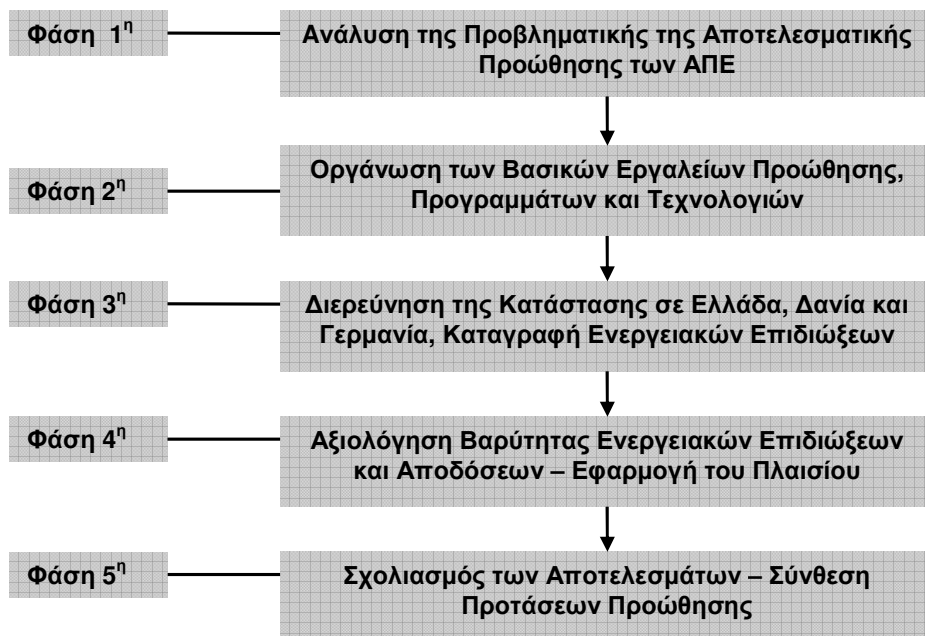 Φάση 1η
Ανάλυση της Προβληματικής της Αποτελεσματικής
Προώθησης των ΑΠΕ
Φάση 2η
Οργάνωση των Βασικών Εργαλείων Προώθησης,
Προγραμμάτων και Τεχνολογιών
Φάση 3η
Διερεύνηση της Κατάστασης σε Ελλάδα, Δανία και
Γερμανία, Καταγραφή Ενεργειακών Επιδιώξεων
Φάση 4η
Αξιολόγηση Βαρύτητας Ενεργειακών Επιδιώξεων
και Αποδόσεων – Εφαρμογή του Πλαισίου
Φάση 5η
Σχολιασμός των Αποτελεσμάτων – Σύνθεση
Προτάσεων Προώθησης